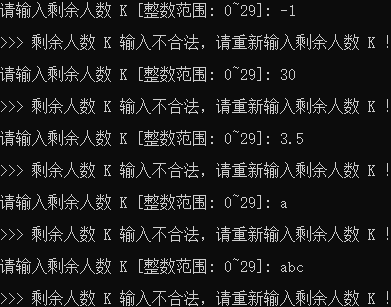 请输入剩余人数 K [整数范围: 0~29]: -1
>>> 剩余人数 K 输入不合法，请重新输入剩余人数 K !
请输入剩余人数 K [整数范围: 0~29]: 30
>>> 剩余人数 K 输入不合法，请重新输入剩余人数 K !
请输入剩余人数 K [整数范围: 0~29]: 3.5
>>> 剩余人数 K 输入不合法，请重新输入剩余人数 K !
请输入剩余人数 K [整数范围: 0~29]: a
>>> 剩余人数 K 输入不合法，请重新输入剩余人数 K !
请输入剩余人数 K [整数范围: 0~29]: abc
>>> 剩余人数 K 输入不合法，请重新输入剩余人数 K !